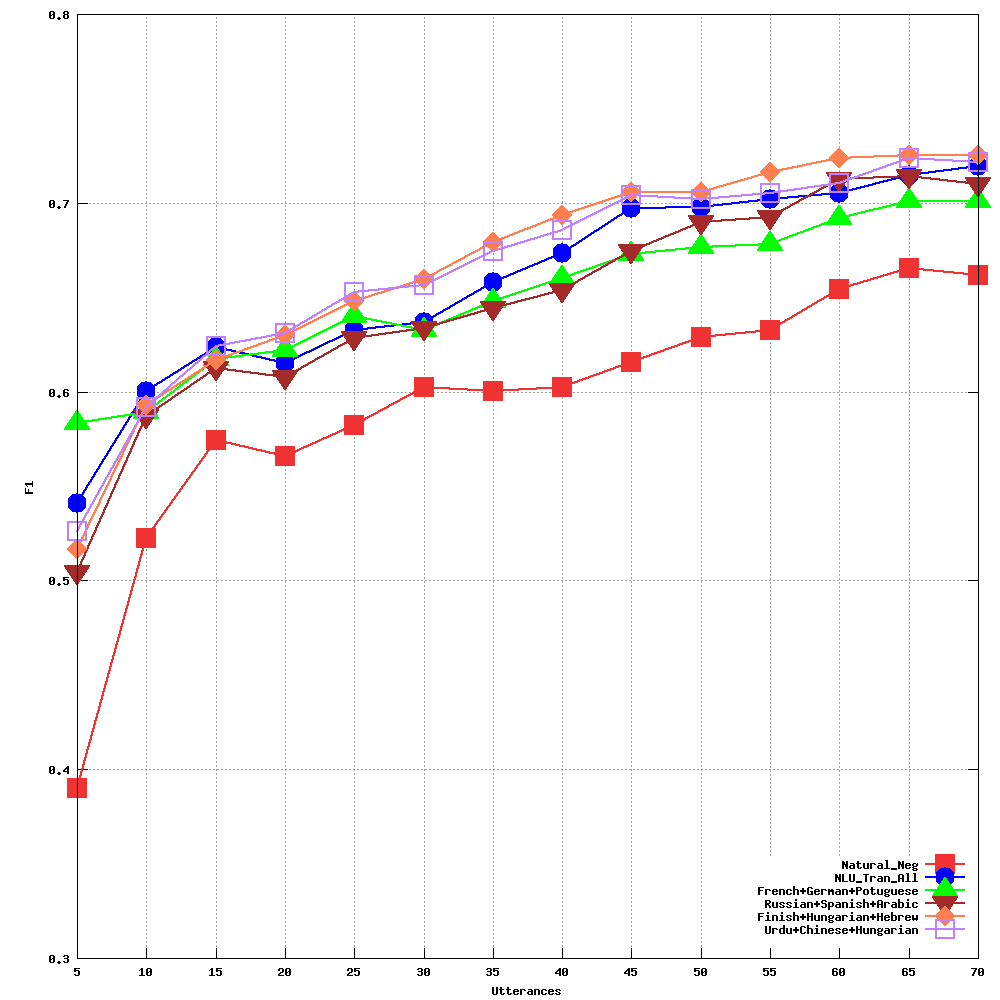 0.8
0.7
0.6
0.5
0.4
0.3
F1
Natural_Neg
NLU_Tran_All
French+German+Potuguese
Russian+Spanish+Arabic
Finish+Hungarian+Hebrew
Urdu+Chinese+Hungarian
5 10 15 20 25 30 35 40 45 50 55 60 65 70
Utterances